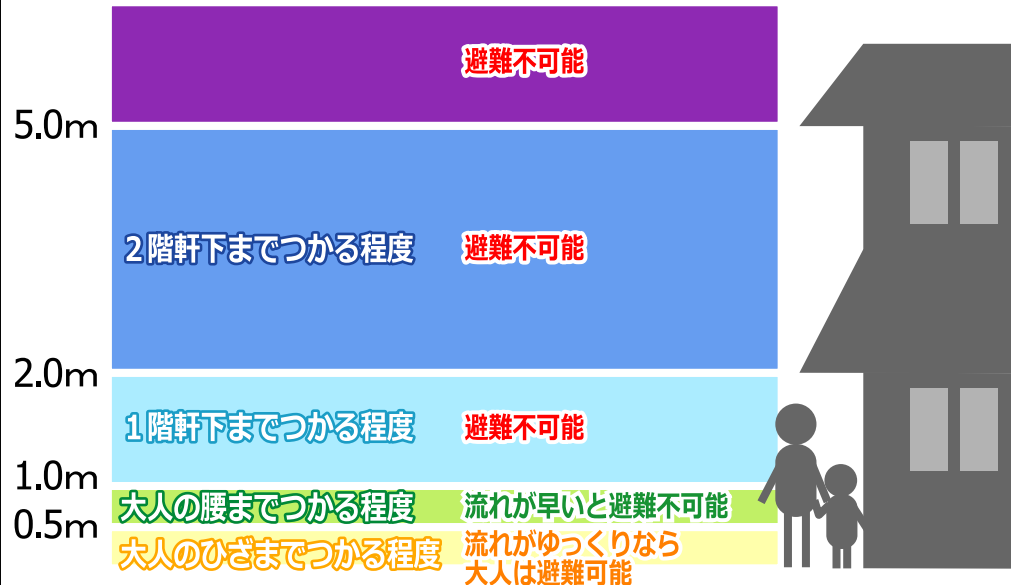 避難不可能
5.0m
2階軒下までつかる程度 避難不可能
2.0m
1階軒下までつかる程度 避難不可能
1.0m
大人の腰までつかる程度 流れが早いと避難不可能
0.5m
大人のひざまでつかる程度 流れがゆっくりなら
大人は避難可能